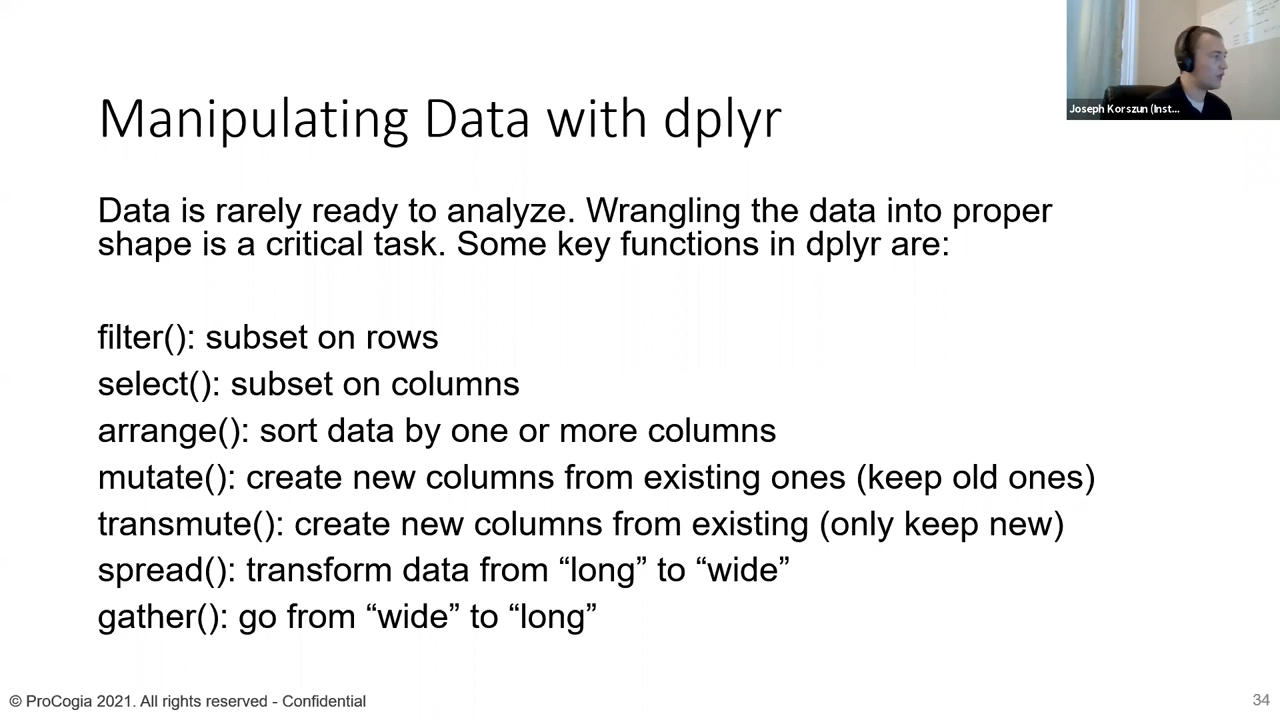 Manipulating Data with dplyr
Joseph Korszun (Inst...
Data is rarely ready to analyze. Wrangling the data into proper
shape is a critical task. Some key functions in dplyr are:
filter(): subset on rows
select(): subset on columns
arrange(): sort data by one or more columns
mutate(): create new columns from existing ones (keep old ones)
transmute(): create new columns from existing (only keep new)
spread(): transform data from “long” to “wide”
gather(): go from “wide” to “long”
© ProCogia 2021. All rights reserved - Confidential
34